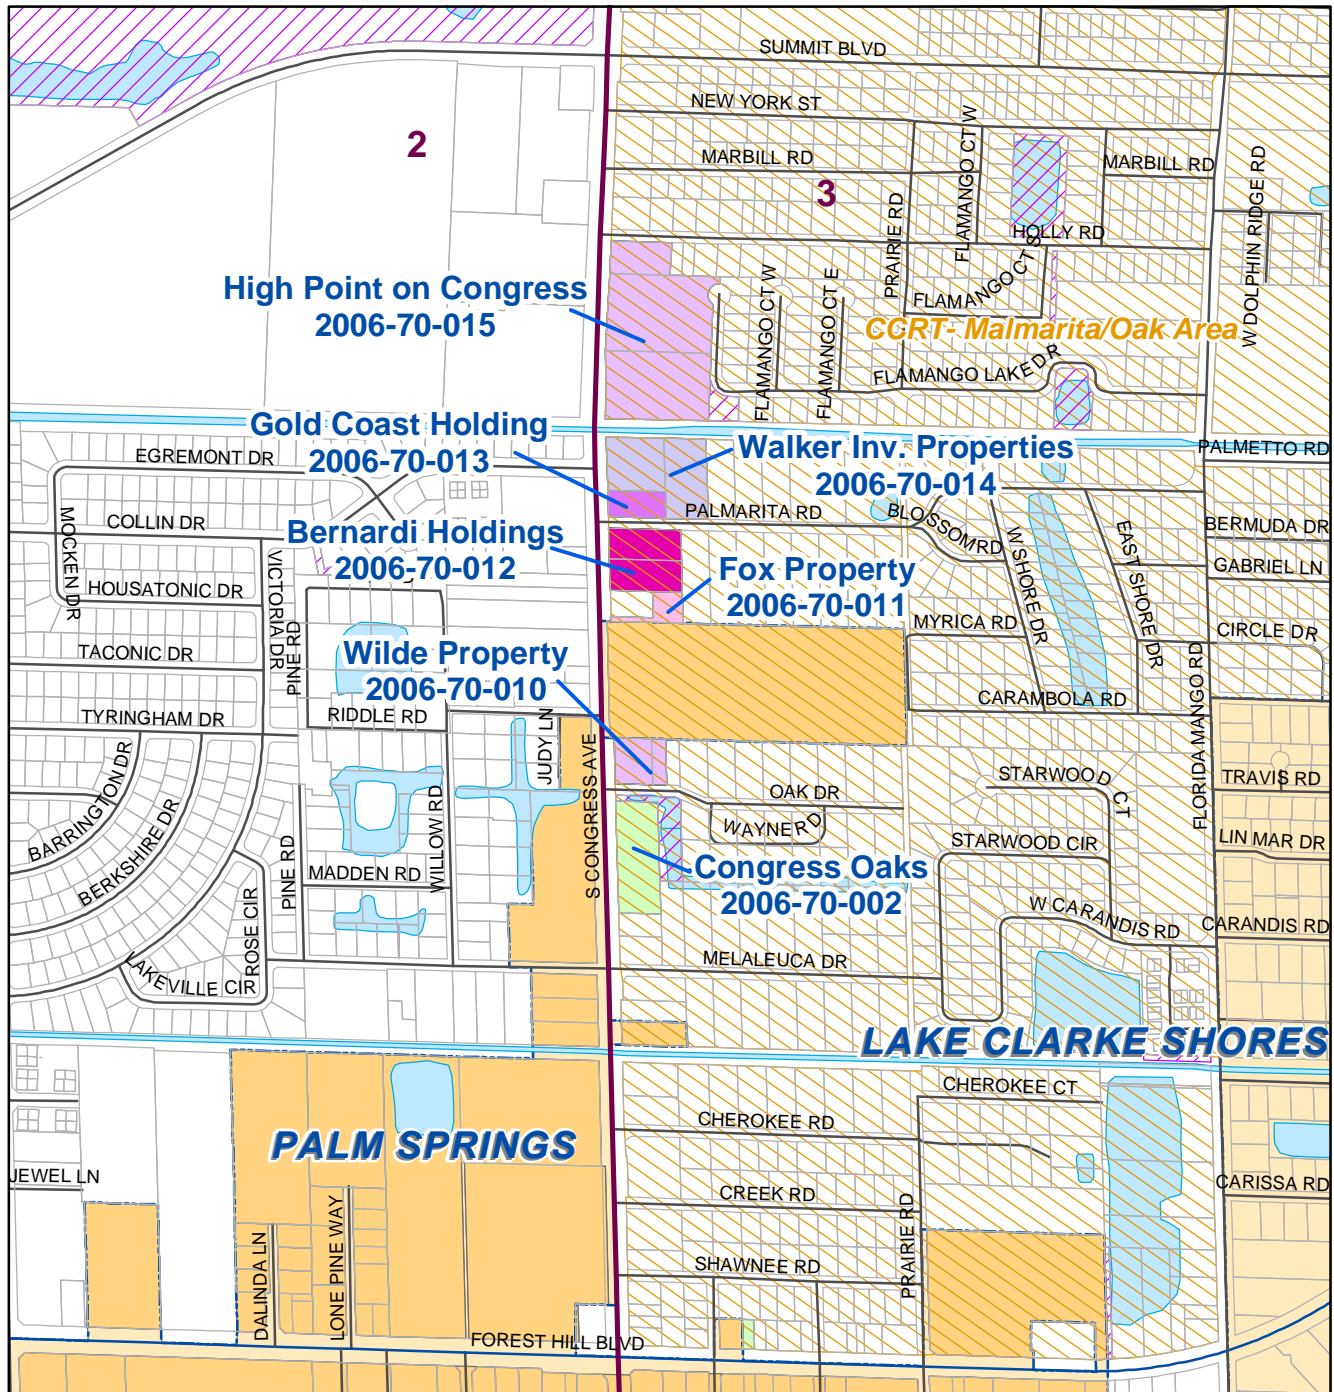 SUMMIT BLVD
NEW YORK ST
2
MARBILL RD
FLAMANGO CT W
MARBILL RD
3
PRAIRIE RD
W DOLPHIN RIDGE RD
HOLLY RD
High Point on Congress
2006-70-015
FLAMANGO CT W
FLAMANGO CT E
FLAMANGO CT S
CCRT- Malmarita/Oak Area
FLAMANGO LAKE DR
Gold Coast Holding
2006-70-013
Walker Inv. Properties
2006-70-014
PALMETTO RD
EGREMONT DR
MOCKEN DR
COLLIN DR
PALMARITA RD
BLOSSOM RD
W SHORE DR
EAST SHORE DR
BERMUDA DR
Bernardi Holdings
2006-70-012
Fox Property
2006-70-011
GABRIEL LN
HOUSATONIC DR
VICTORIA DR
MYRICA RD
CIRCLE DR
TACONIC DR
PINE RD
Wilde Property
2006-70-010
CARAMBOLA RD
FLORIDA MANGO RD
TYRINGHAM DR
RIDDLE RD
JUDY LN
S CONGRESS AVE
STARWOOD CT
TRAVIS RD
BARRINGTON DR
BERKSHIRE DR
OAK DR
WAYNE RD
STARWOOD CIR
LIN MAR DR
PINE RD
MADDEN RD
WILLOW RD
Congress Oaks
2006-70-002
ROSE CIR
W CARANDIS RD
CARANDIS RD
LAKEVILLE CIR
MELALEUCA DR
LAKE CLARKE SHORES
CHEROKEE CT
CHEROKEE RD
PALM SPRINGS
JEWEL LN
CREEK RD
CARISSA RD
DALINDA LN
LONE PINE WAY
SHAWNEE RD
PRAIRIE RD
FOREST HILL BLVD